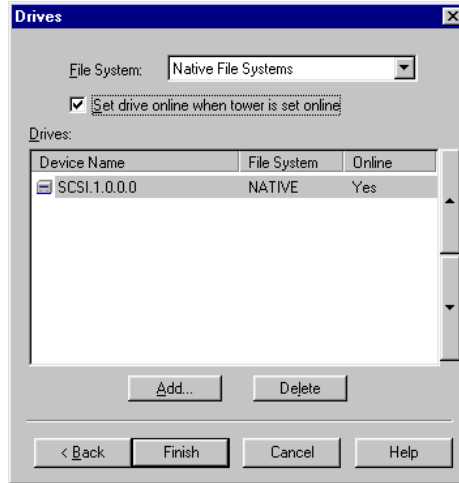 Drives
File System: Native File Systems
Set drive online when tower is set online
Drives:
Device Name File System Online
SCSI.1.0.0.0 NATIVE Yes
Add... Delete
< Back Finish Cancel Help